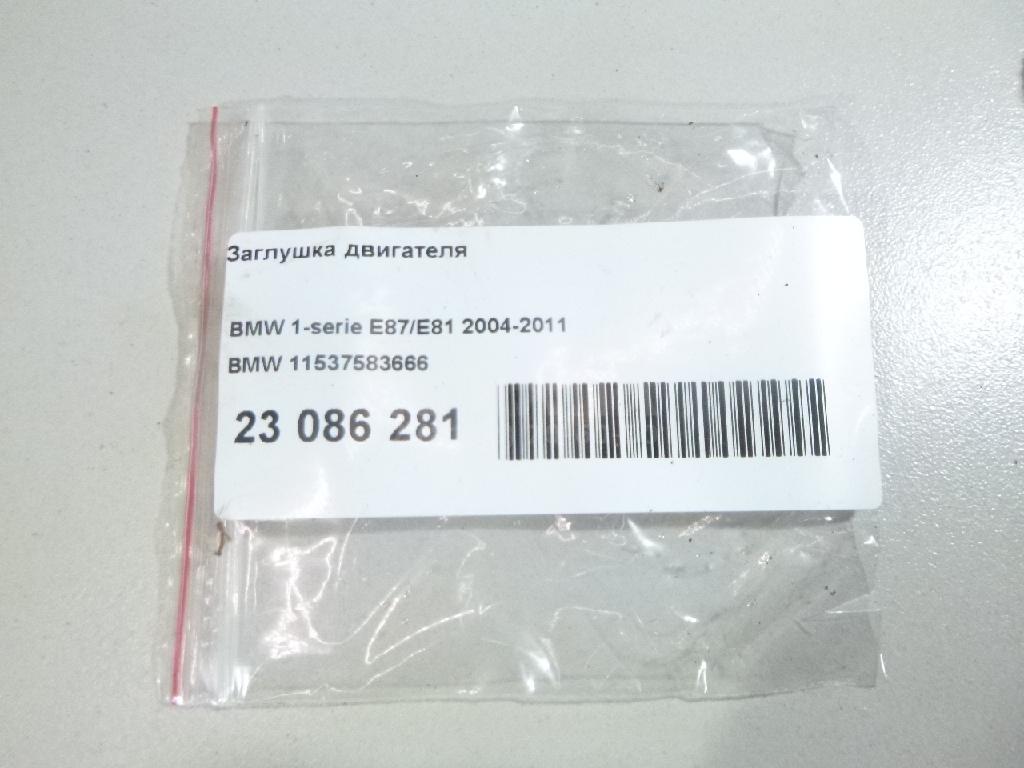 Заглушка двигателя
BMW 1-serie E87/E81 2004-2011
BMW 11537583666
23 086 281